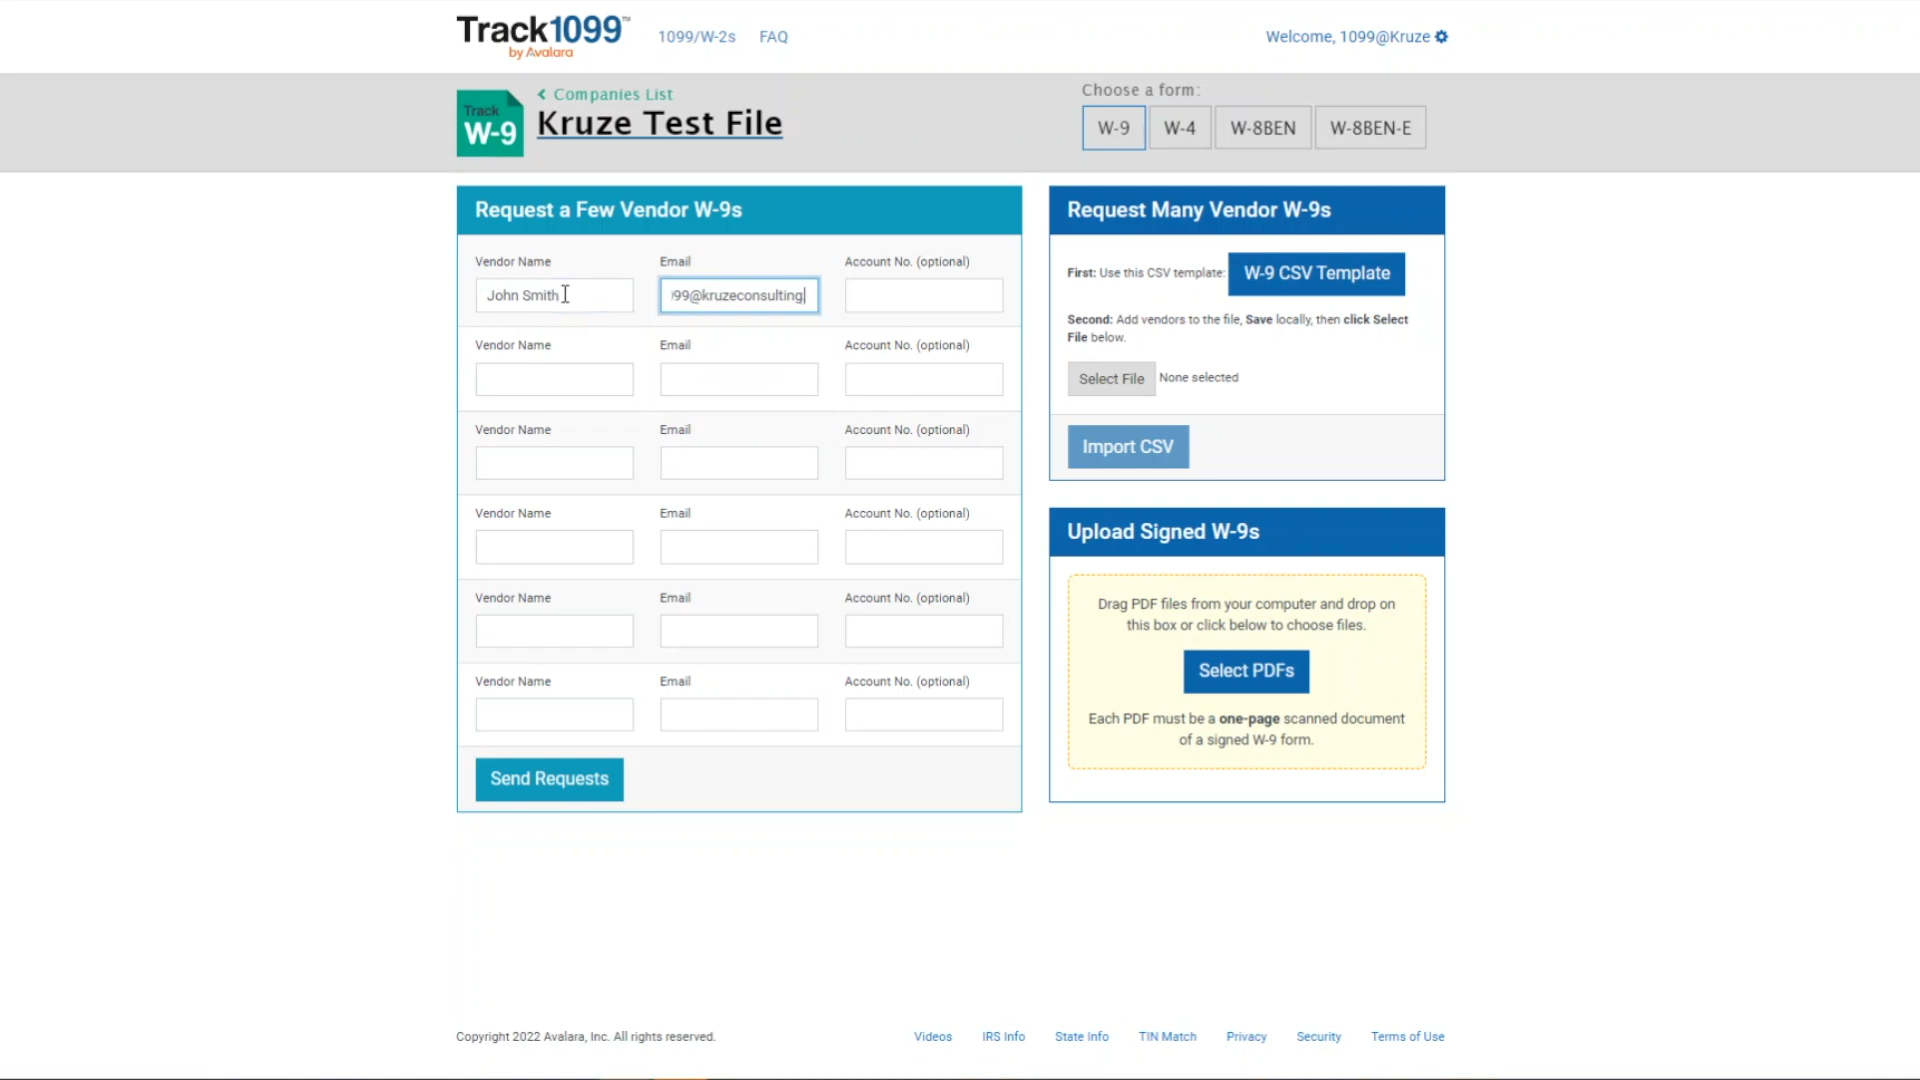 Track1099™
by Avalara
1099/W-2s
FAQ
Welcome, 1099@Kruze
Track
W-9
Companies List
Kruze Test File
Choose a form:
W-9
W-4
W-8BEN
W-8BEN-E
Request a Few Vendor W-9s
Vendor Name
Email
Account No. (optional)
John Smith
99@kruzeconsulting
Vendor Name
Email
Account No. (optional)
Vendor Name
Email
Account No. (optional)
Vendor Name
Email
Account No. (optional)
Vendor Name
Email
Account No. (optional)
Vendor Name
Email
Account No. (optional)
Send Requests
Request Many Vendor W-9s
First: Use this CSV template:
W-9 CSV Template
Second: Add vendors to the file, Save locally, then click Select
File below.
Select File
None selected
Import CSV
Upload Signed W-9s
Drag PDF files from your computer and drop on
this box or click below to choose files.
Select PDFs
Each PDF must be a one-page scanned document
of a signed W-9 form.
Copyright 2022 Avalara, Inc. All rights reserved.
Videos
IRS Info
State Info
TIN Match
Privacy
Security
Terms of Use